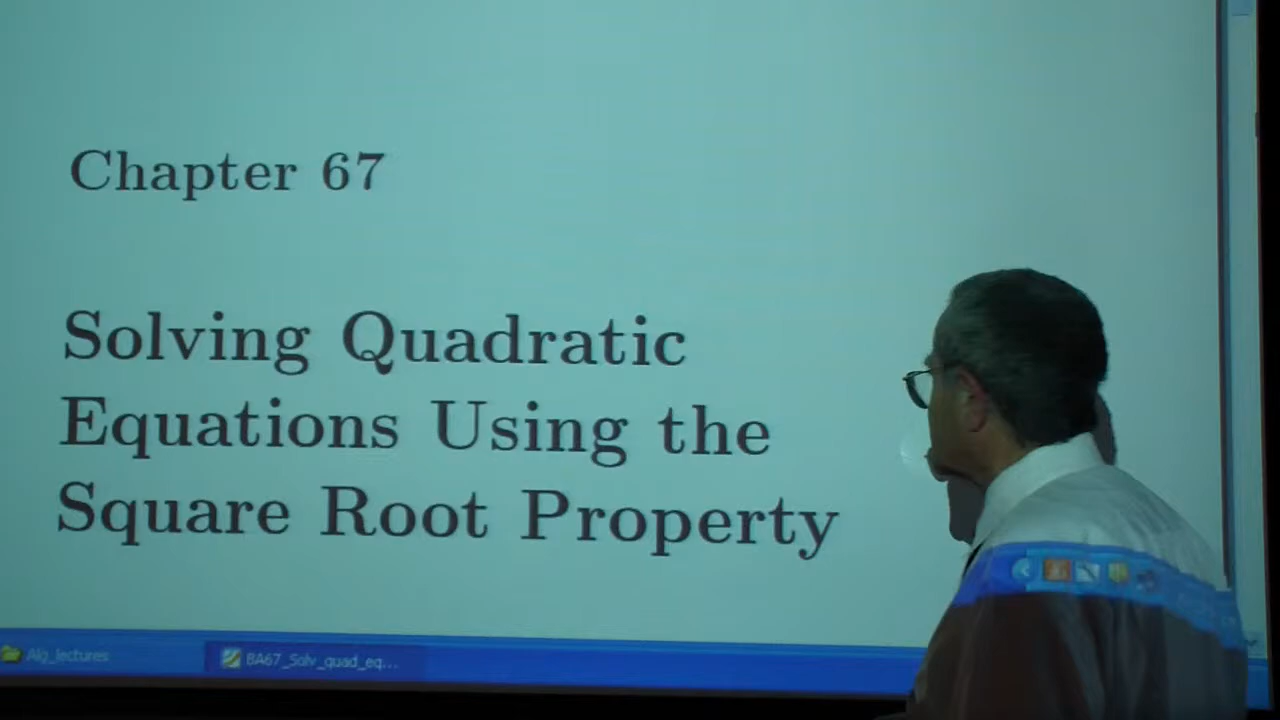 Chapter 67
Solving Quadratic
Equations Using the
Square Root Property
Alg_lectures
BA67_Solv_quad_eq...